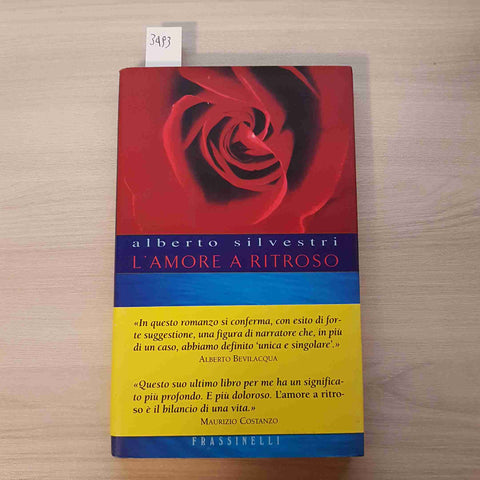 3493
alberto silvestri
L'AMORE A RITROSO
«In questo romanzo si conferma, con esito di for-
te suggestione, una figura di narratore che, in più
di un caso, abbiamo definito 'unica e singolare'.»
ALBERTO BEVILACQUA
«Questo suo ultimo libro per me ha un significa-
to più profondo. E più doloroso. L'amore a ritro-
so è il bilancio di una vita.»
MAURIZIO COSTANZO
FRASSINELLI